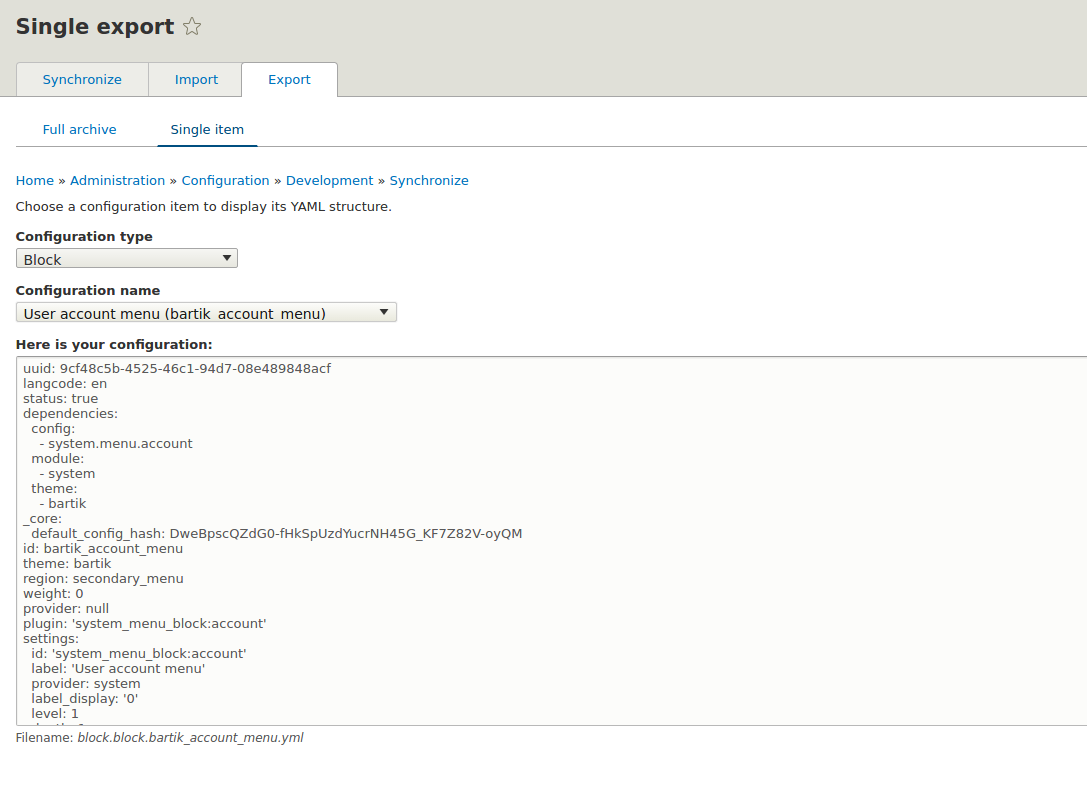 Single export
Synchronize Import Export
Full archive Single item
Home » Administration » Configuration » Development » Synchronize
Choose a configuration item to display its YAML structure.
Configuration type
Block
Configuration name
User account menu (bartik_account_menu)
Here is your configuration:
uuid: 9cf48c5b-4525-46c1-94d7-08e489848acf
langcode: en
status: true
dependencies:
  config:
    - system.menu.account
  module:
    - system
  theme:
    - bartik
_core:
  default_config_hash: DweBpscQZdG0-fHkSpUzdYucrNH45G_KF7Z82V-oyQM
id: bartik_account_menu
theme: bartik
region: secondary_menu
weight: 0
provider: null
plugin: 'system_menu_block:account'
settings:
  id: 'system_menu_block:account'
  label: 'User account menu'
  provider: system
  label_display: '0'
  level: 1
Filename: block.block.bartik_account_menu.yml